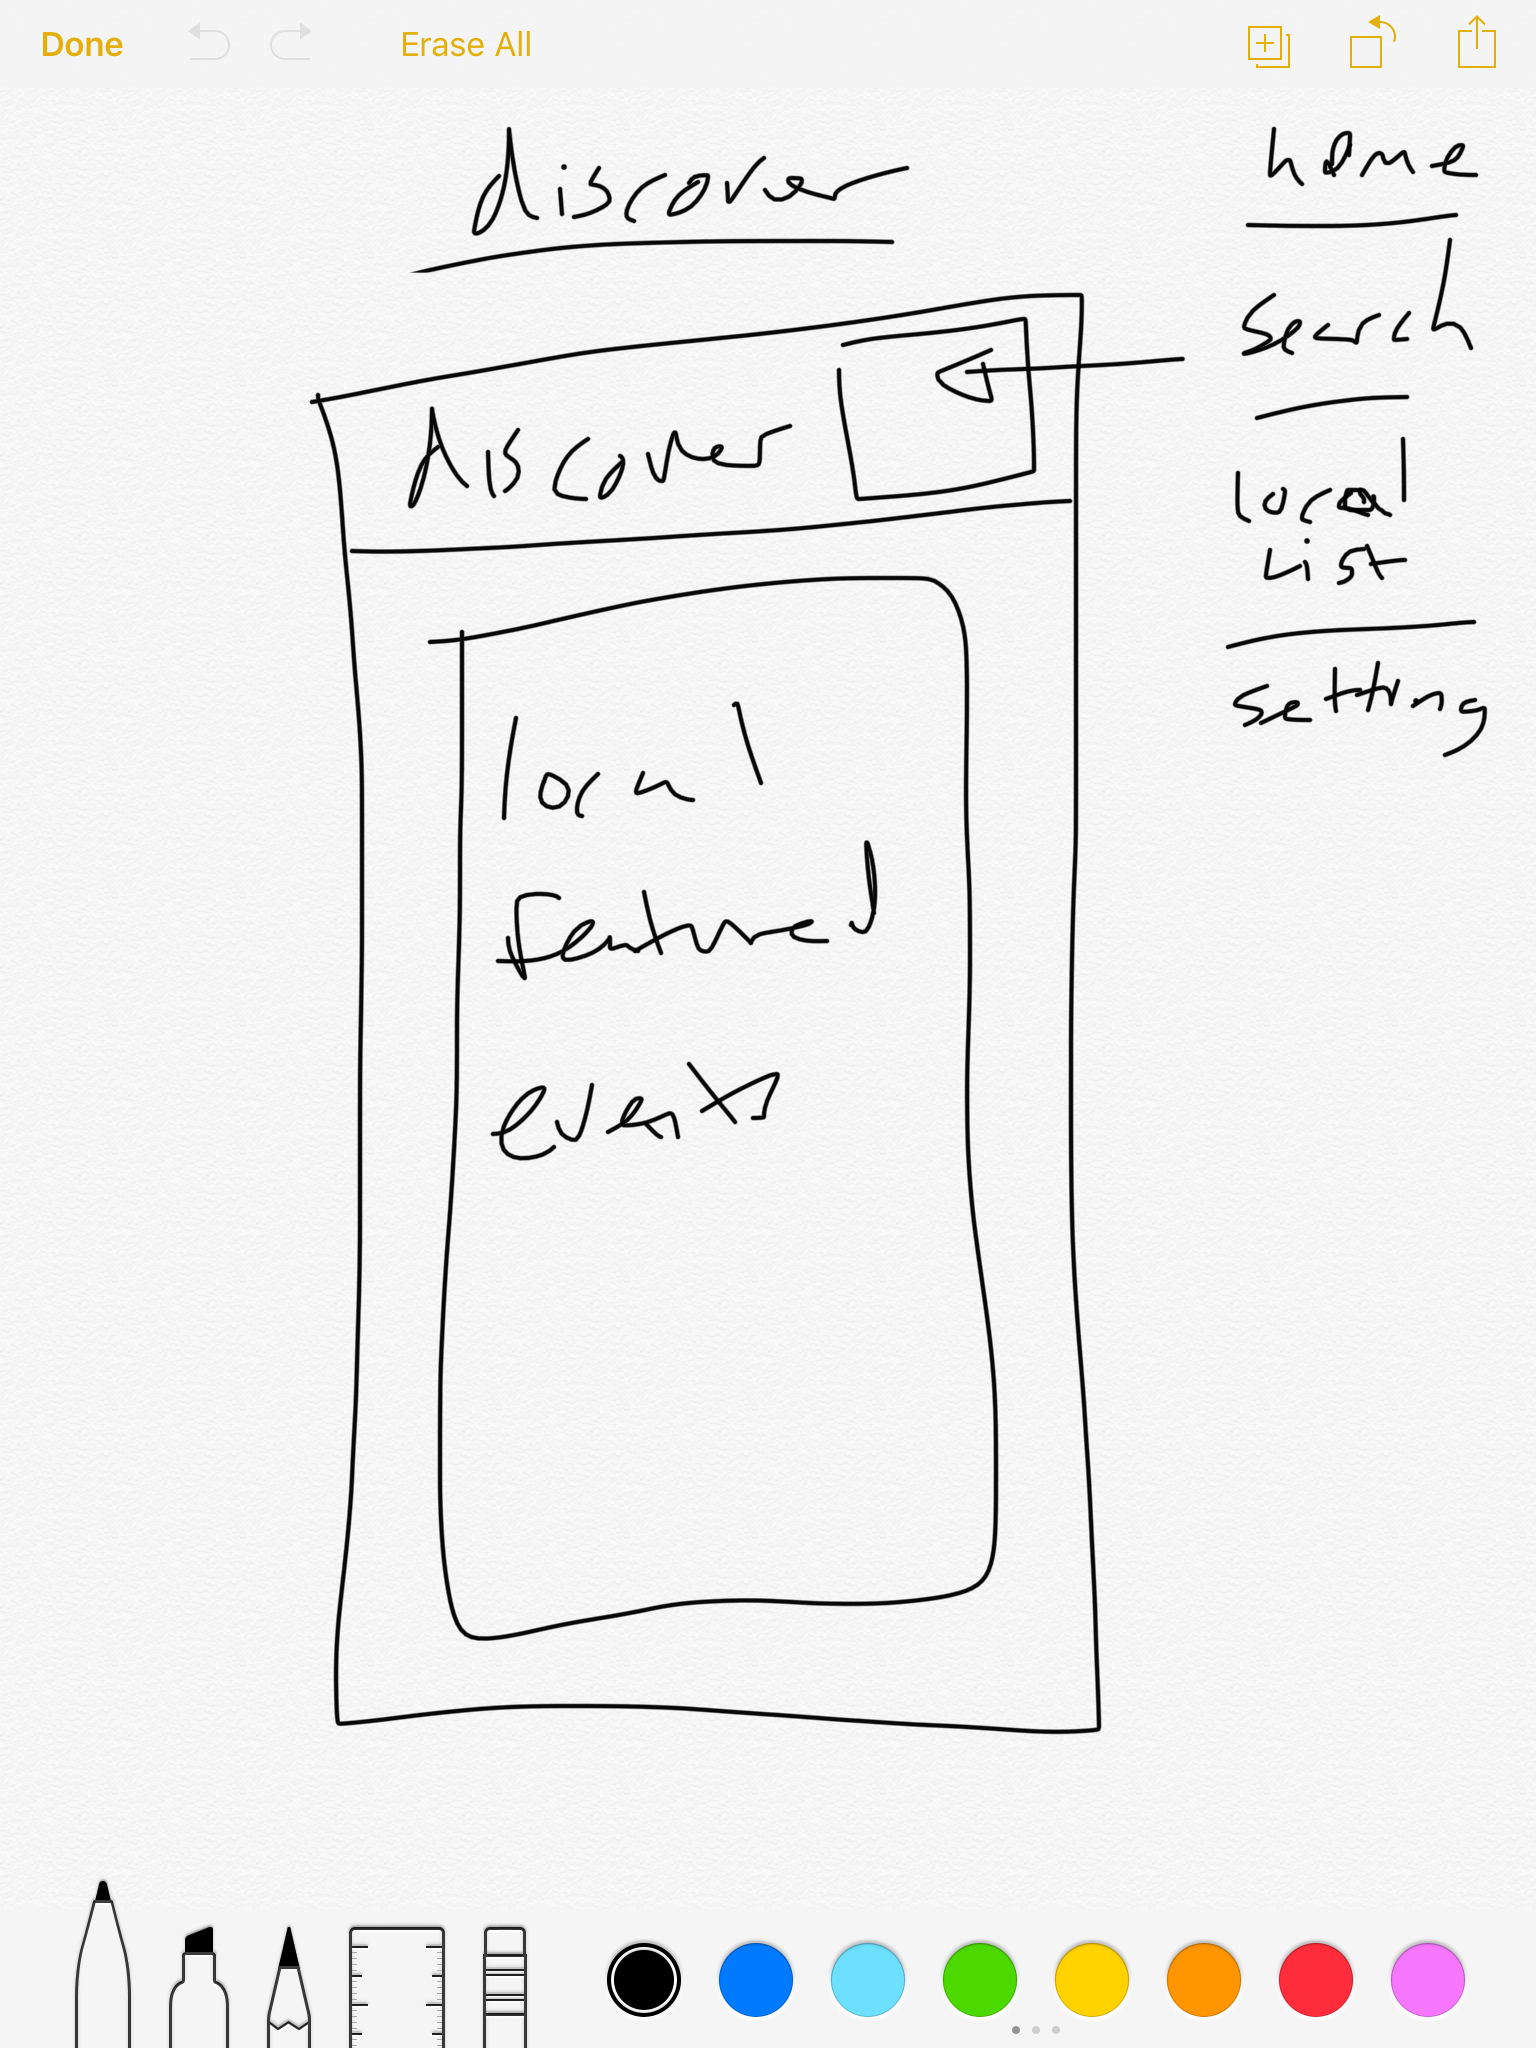 Done
Erase All
discover
home
search
local
list
setting
discover
local
featured
events